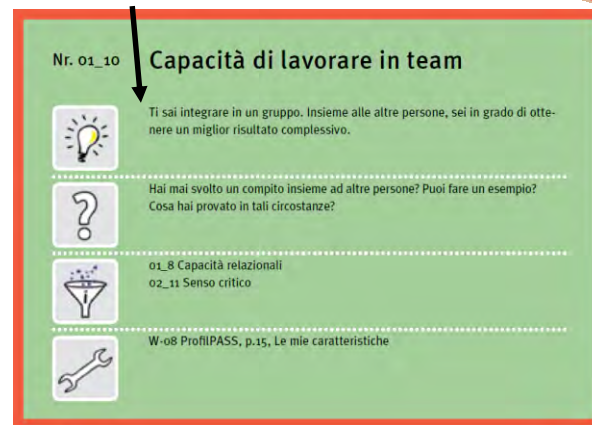 Nr. 01_10 Capacità di lavorare in team
Ti sai integrare in un gruppo. Insieme alle altre persone, sei in grado di otte-
nere un miglior risultato complessivo.
Hai mai svolto un compito insieme ad altre persone? Puoi fare un esempio?
Cosa hai provato in tali circostanze?
01_8 Capacità relazionali
02_11 Senso critico
W-08 ProfilPASS, p.15, Le mie caratteristiche